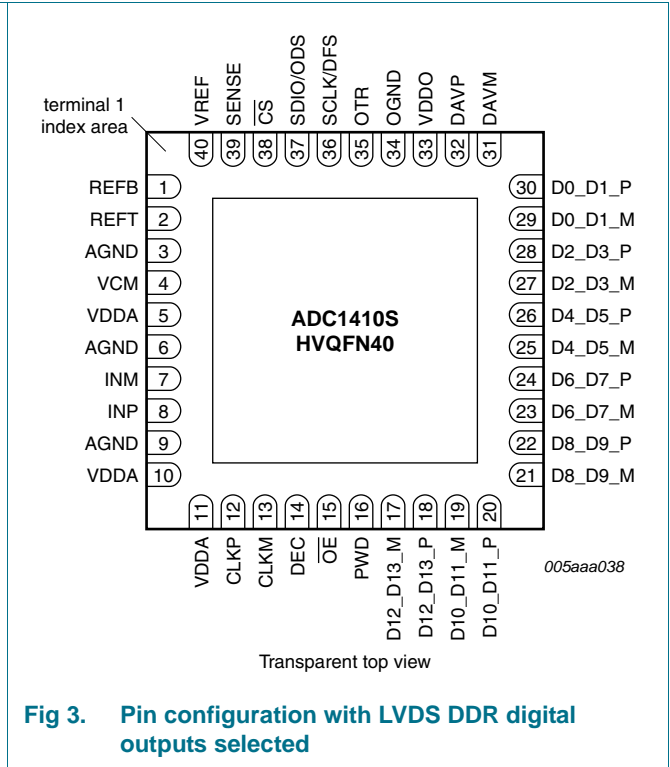 terminal 1
index area
VREF
SENSE
CS
SDIO/ODS
SCLK/DFS
OTR
OGND
VDDO
DAVP
DAVM
40
39
38
37
36
35
34
33
32
31
REFB 1
REFT 2
AGND 3
VCM 4
VDDA 5
AGND 6
INM 7
INP 8
AGND 9
VDDA 10
ADC1410S
HVQFN40
30 D0_D1_P
29 D0_D1_M
28 D2_D3_P
27 D2_D3_M
26 D4_D5_P
25 D4_D5_M
24 D6_D7_P
23 D6_D7_M
22 D8_D9_P
21 D8_D9_M
11
12
13
14
15
16
17
18
19
20
VDDA
CLKP
CLKM
DEC
OE
PWD
D12_D13_M
D12_D13_P
D10_D11_M
D10_D11_P
005aaa038
Transparent top view
Fig 3. Pin configuration with LVDS DDR digital
outputs selected